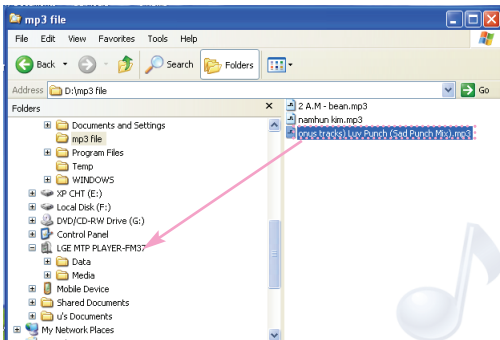 mp3 file
File Edit View Favorites Tools Help
Back Search Folders
Address D:\mp3 file Go
Folders
Documents and Settings
mp3 file
Program Files
Temp
WINDOWS
XP CHT (E:)
Local Disk (F:)
DVD/CD-RW Drive (G:)
Control Panel
LGE MTP PLAYER-FM37
Data
Media
Mobile Device
Shared Documents
u's Documents
My Network Places
2 A.M - bean.mp3
namhun kim.mp3
onus tracks) Luv Punch (Sad Punch Mix).mp3